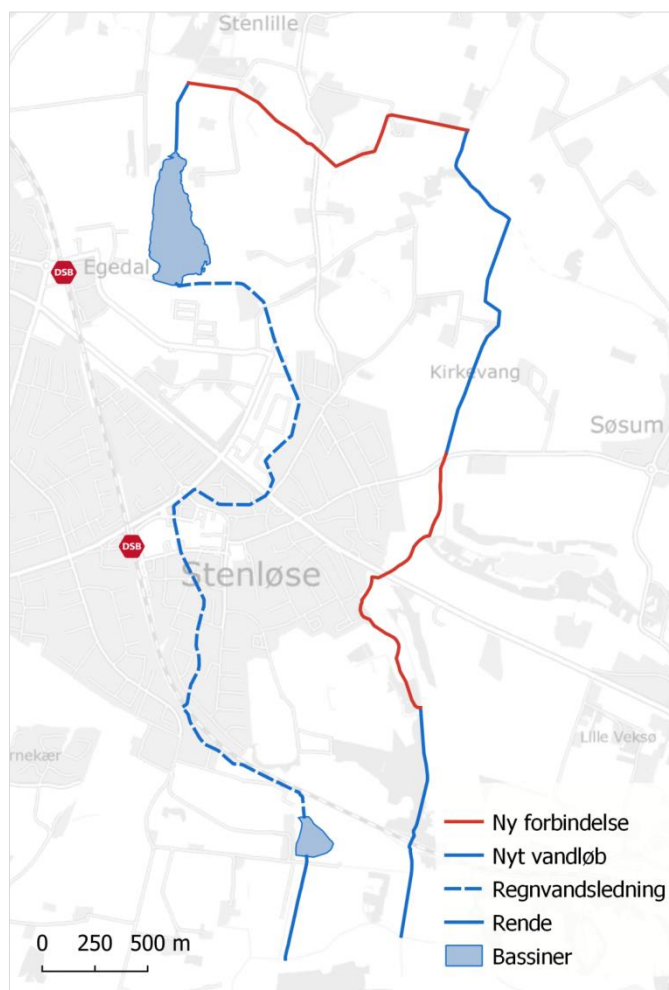 Stenlille
DSB
Egedal
Kirkevang
Søsum
DSB
Stenløse
Lille Veksø
rnekær
Ny forbindelse
Nyt vandløb
Regnvandsledning
Rende
Bassiner
0 250 500 m